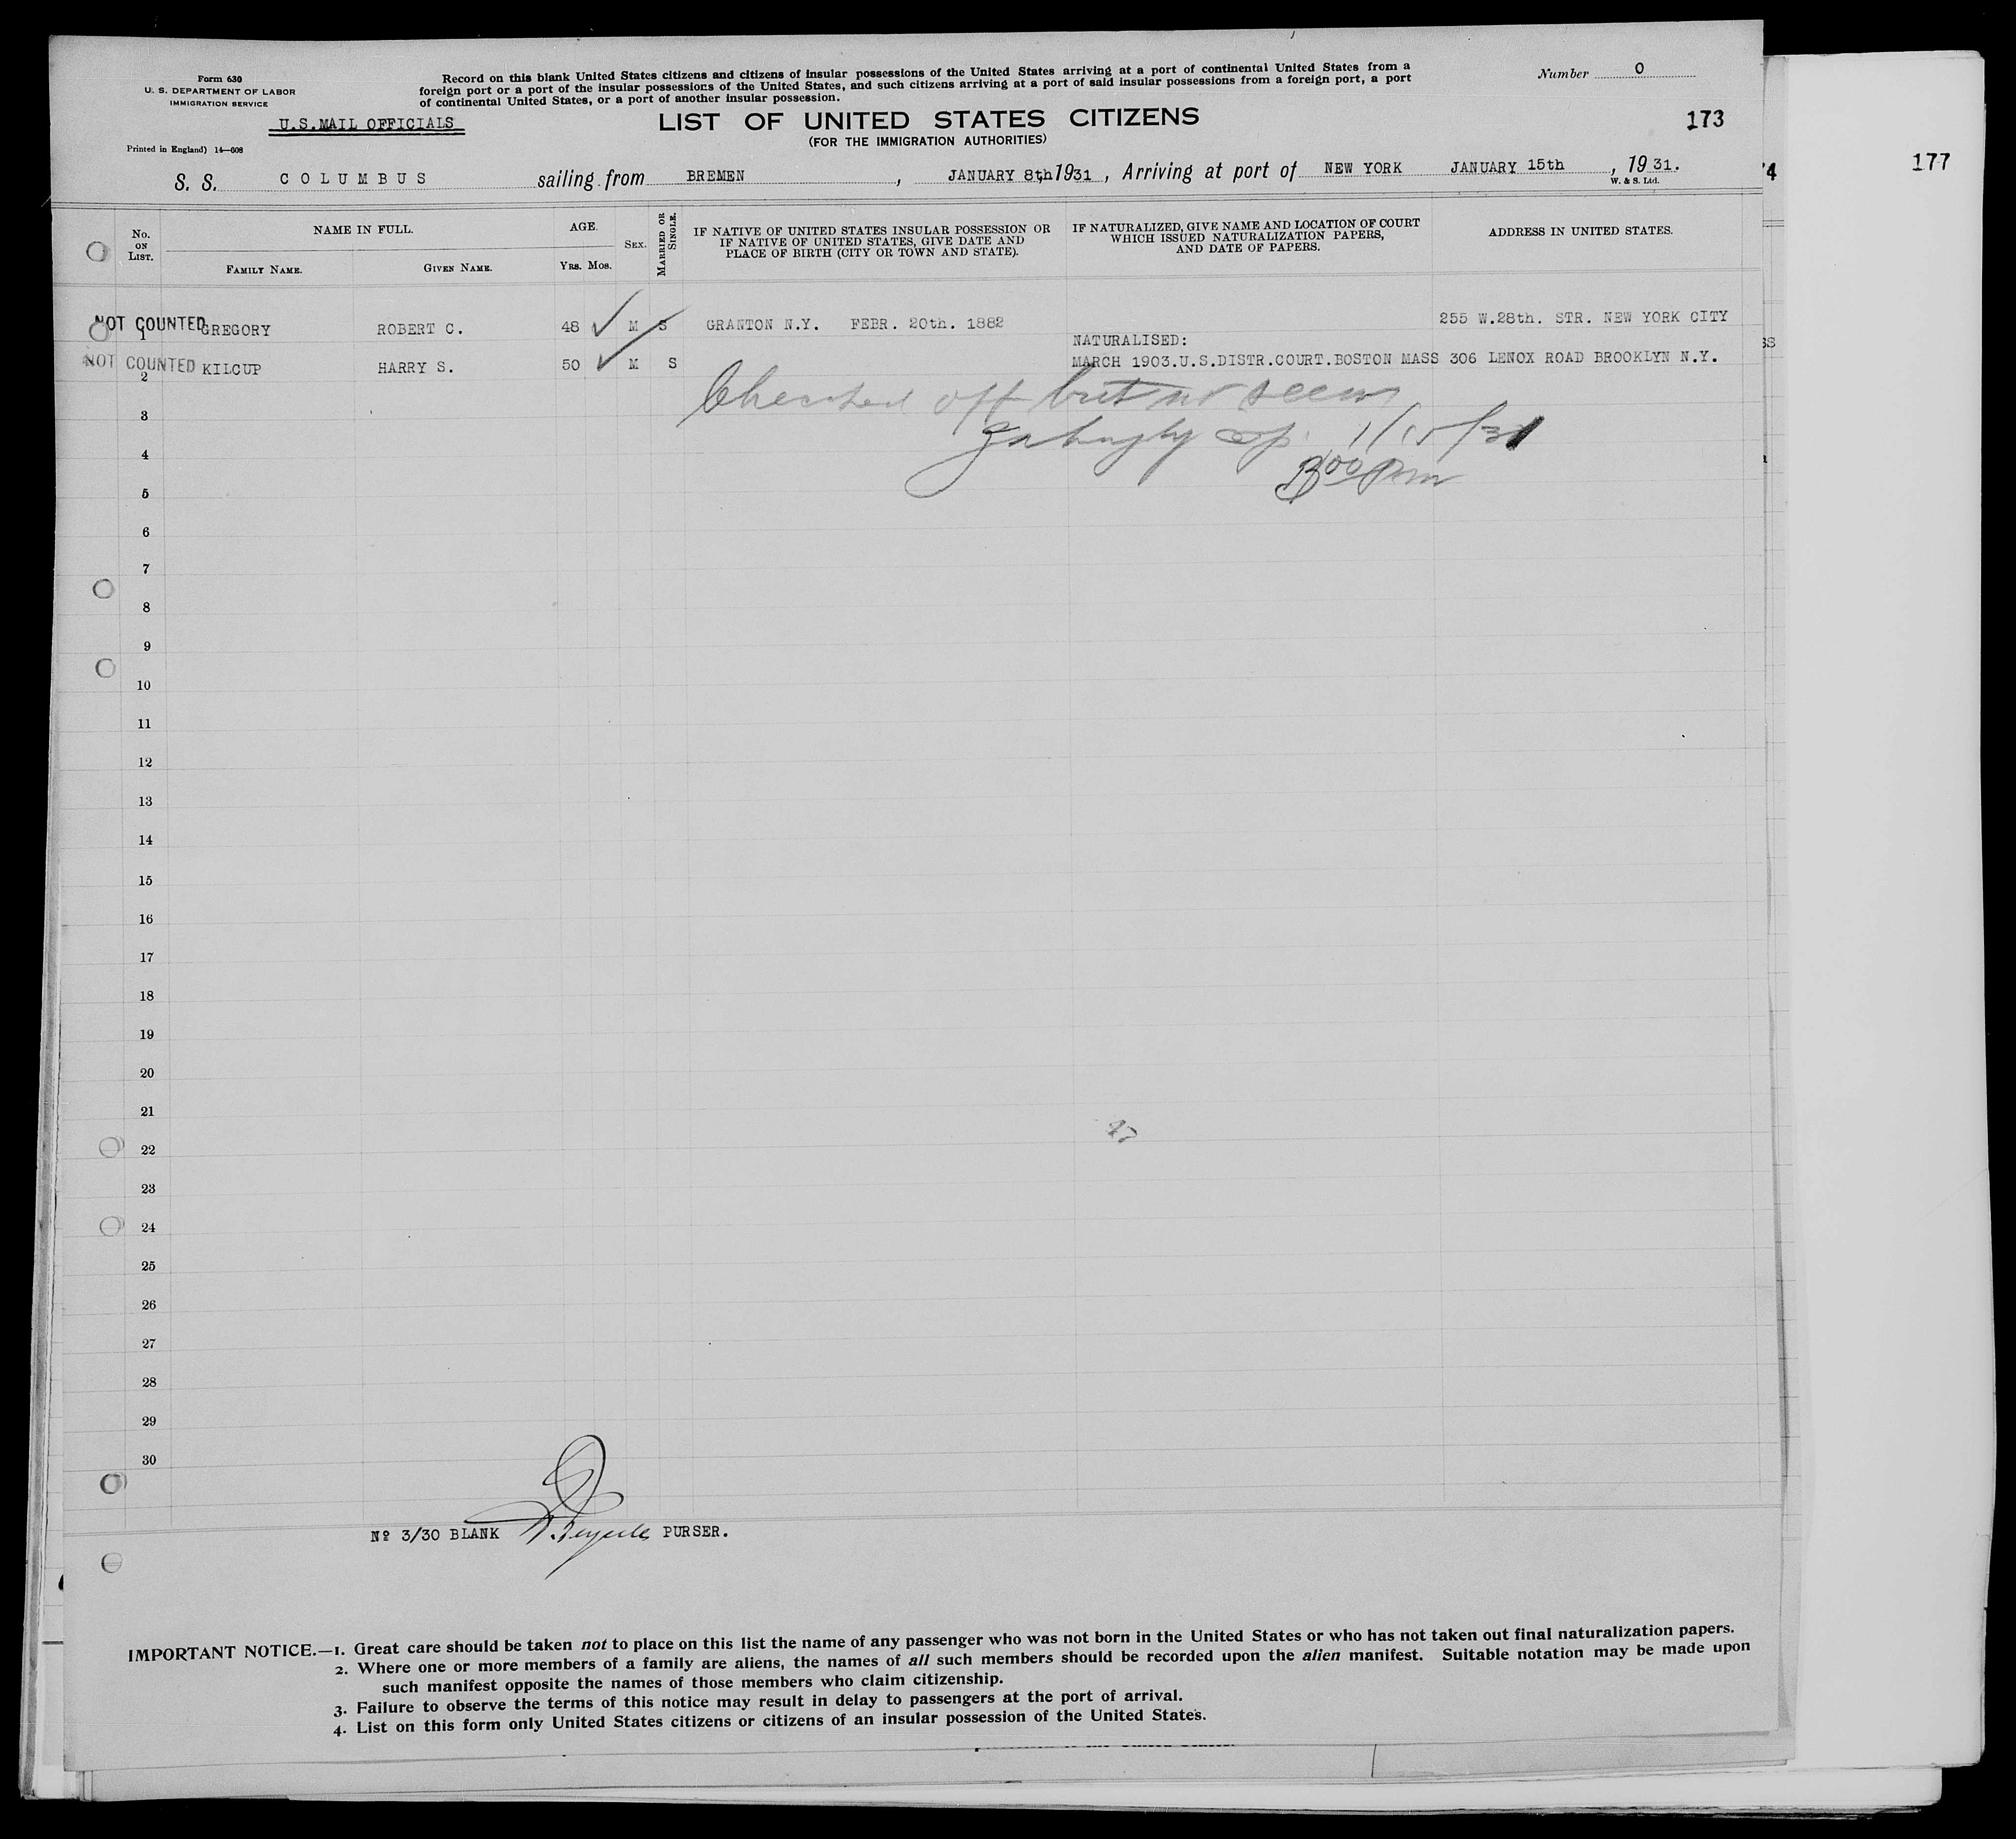 Form 630
U. S. DEPARTMENT OF LABOR
IMMIGRATION SERVICE
U.S.MAIL OFFICIALS
Printed in England) 14—608
Record on this blank United States citizens and citizens of insular possessions of the United States arriving at a port of continental United States from a
foreign port or a port of the insular possessions of the United States, and such citizens arriving at a port of said insular possessions from a foreign port, a port
of continental United States, or a port of another insular possession.
Number 0
LIST OF UNITED STATES CITIZENS
(FOR THE IMMIGRATION AUTHORITIES)
173
177
S. S. COLUMBUS sailing from BREMEN , JANUARY 8th, 1931 , Arriving at port of NEW YORK JANUARY 15th , 1931.
W. & S. Ltd.
4
No. ON LIST.
NAME IN FULL.
FAMILY NAME. GIVEN NAME.
AGE.
YRS. MOS.
SEX.
MARRIED OR SINGLE.
IF NATIVE OF UNITED STATES INSULAR POSSESSION OR
IF NATIVE OF UNITED STATES, GIVE DATE AND
PLACE OF BIRTH (CITY OR TOWN AND STATE).
IF NATURALIZED, GIVE NAME AND LOCATION OF COURT
WHICH ISSUED NATURALIZATION PAPERS,
AND DATE OF PAPERS.
ADDRESS IN UNITED STATES.
NOT COUNTED
1 GREGORY ROBERT C. 48 ✓ M S GRANTON N.Y. FEBR. 20th. 1882 255 W.28th. STR. NEW YORK CITY
NATURALISED:
NOT COUNTED
2 KILCUP HARRY S. 50 ✓ M S MARCH 1903.U.S.DISTR.COURT.BOSTON MASS 306 LENOX ROAD BROOKLYN N.Y.
Checked off but not seen
1/15/31
3
4
5
6
7
8
9
10
11
12
13
14
15
16
17
18
19
20
21
22
23
24
25
26
27
28
29
30
Nº 3/30 BLANK PURSER.
IMPORTANT NOTICE.—1. Great care should be taken not to place on this list the name of any passenger who was not born in the United States or who has not taken out final naturalization papers.
2. Where one or more members of a family are aliens, the names of all such members should be recorded upon the alien manifest. Suitable notation may be made upon
such manifest opposite the names of those members who claim citizenship.
3. Failure to observe the terms of this notice may result in delay to passengers at the port of arrival.
4. List on this form only United States citizens or citizens of an insular possession of the United States.